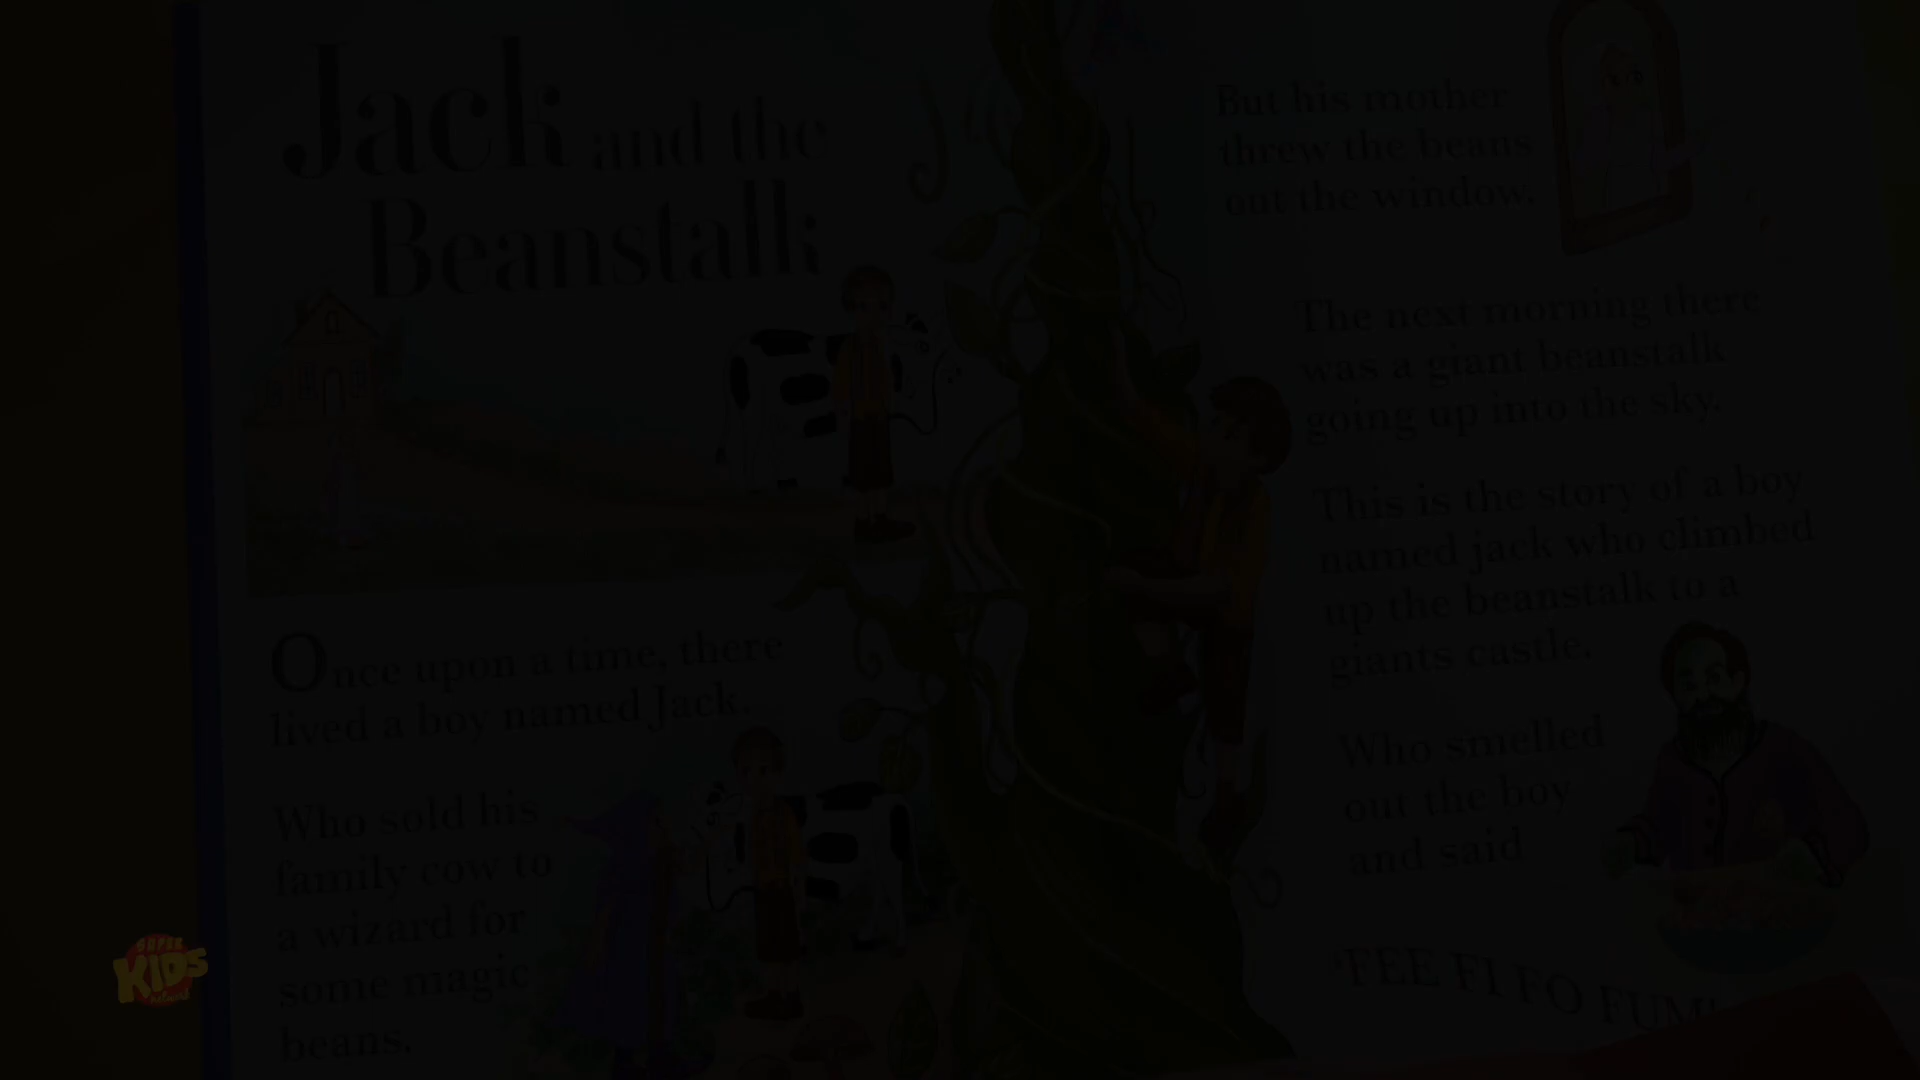 Jack and the
Beanstalk
Once upon a time, there
lived a boy named Jack.
Who sold his
family cow to
a wizard for
some magic
beans.
But his mother
threw the beans
out the window.
The next morning there
was a giant beanstalk
going up into the sky.
This is the story of a boy
named jack who climbed
up the beanstalk to a
giants castle.
Who smelled
out the boy
and said
'FEE FI FO FUM'
SUPER
KIDS